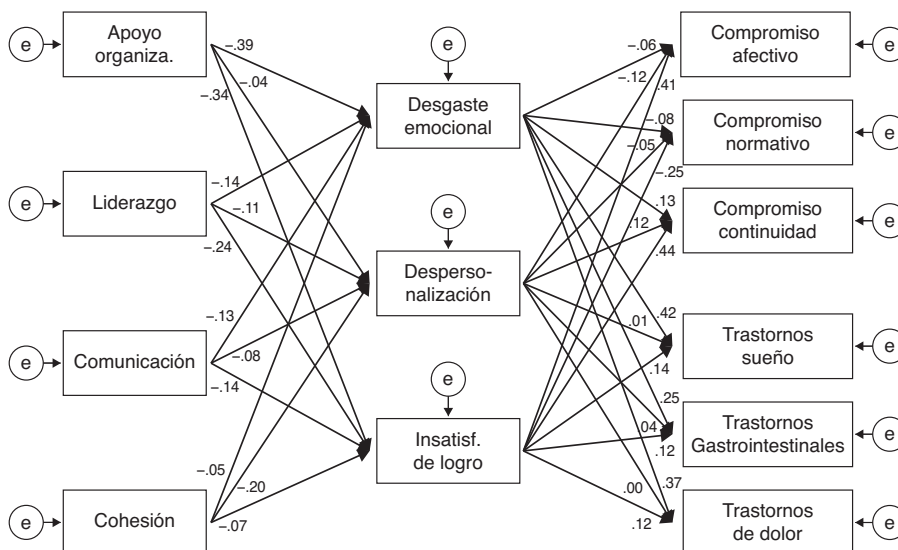 e
Apoyo
organiza.
e
Liderazgo
e
Comunicación
e
Cohesión
−.39
−.04
−.34
−.14
−.11
−.24
−.13
−.08
−.14
−.05
−.20
−.07
e
Desgaste
emocional
e
Desperso-
nalización
e
Insatisf.
de logro
−.06
−.12
.41
−.08
−.05
−.25
.13
.12
.44
.42
.01
.14
.25
.04
.12
.37
.00
.12
Compromiso
afectivo
e
Compromiso
normativo
e
Compromiso
continuidad
e
Trastornos
sueño
e
Trastornos
Gastrointestinales
e
Trastornos
de dolor
e